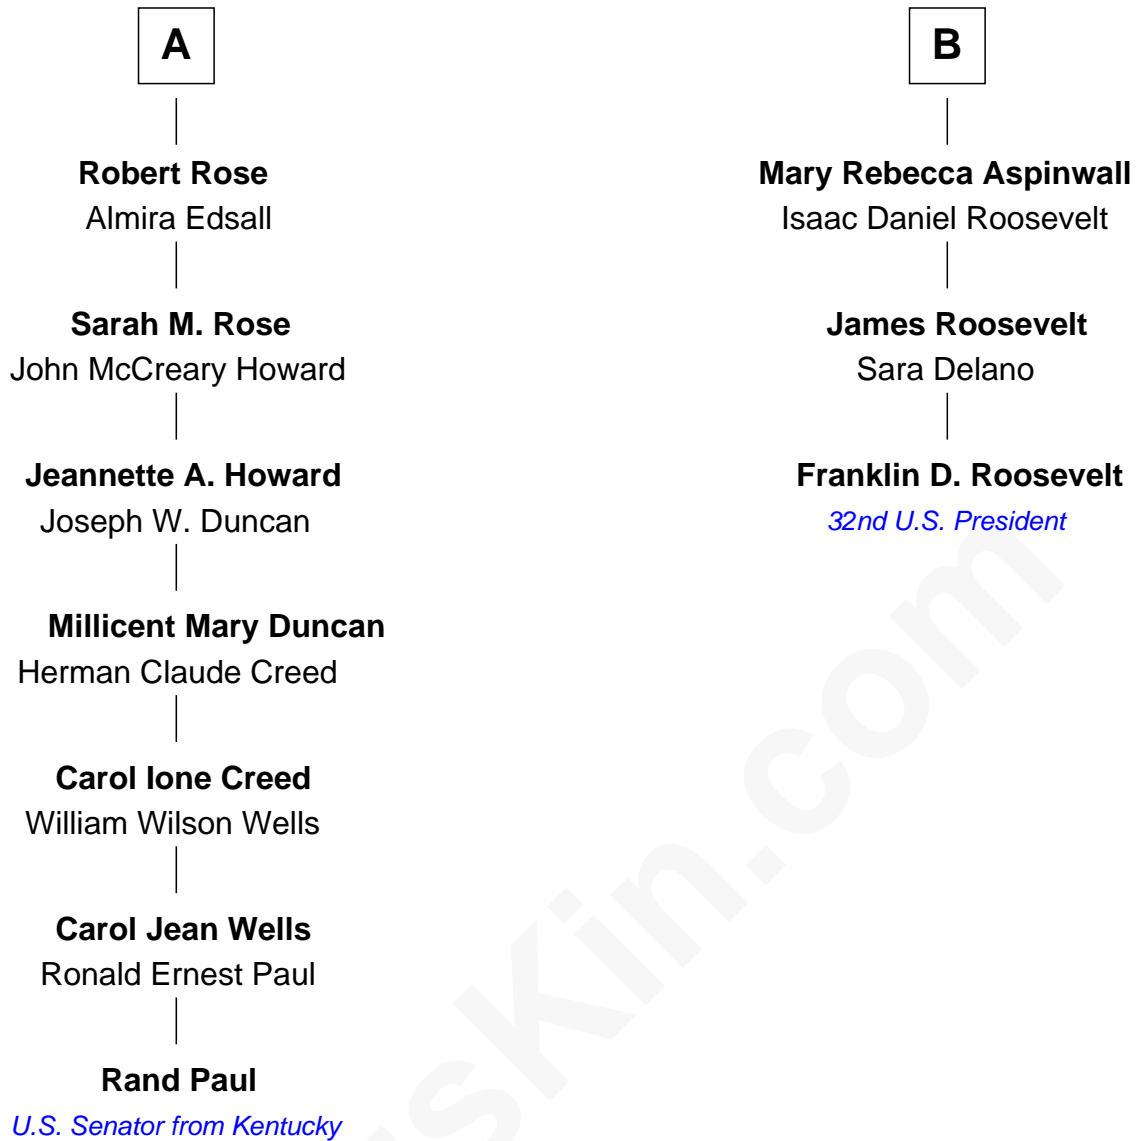 A
Robert Rose
Almira Edsall
Sarah M. Rose
John McCreary Howard
Jeannette A. Howard
Joseph W. Duncan
Millicent Mary Duncan
Herman Claude Creed
Carol Ione Creed
William Wilson Wells
Carol Jean Wells
Ronald Ernest Paul
Rand Paul
U.S. Senator from Kentucky
B
Mary Rebecca Aspinwall
Isaac Daniel Roosevelt
James Roosevelt
Sara Delano
Franklin D. Roosevelt
32nd U.S. President